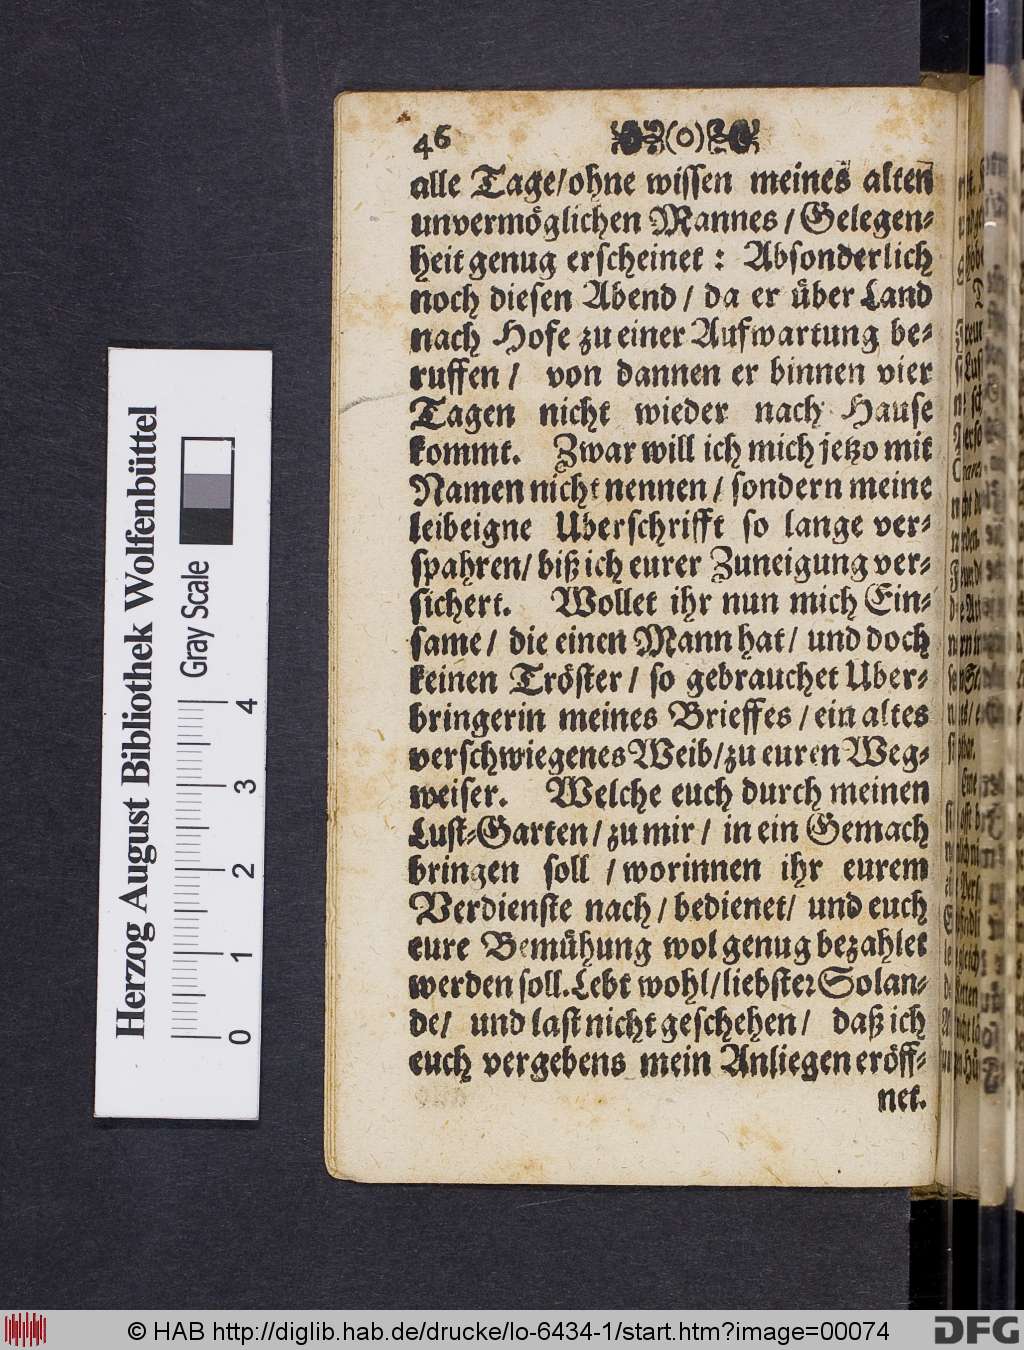 46 (o)
alle Tage/ohne wissen meines alten
unvermöglichen Mannes / Gelegen-
heit genug erscheinet : Absonderlich
noch diesen Abend / da er über Land
nach Hofe zu einer Aufwartung be-
ruffen / von dannen er binnen vier
Tagen nicht wieder nach Hause
kommt. Zwar will ich mich jetzo mit
Namen nicht nennen / sondern meine
leibeigne Uberschrifft so lange ver-
spahren/ biß ich eurer Zuneigung ver-
sichert. Wollet ihr nun mich Ein-
same / die einen Mann hat / und doch
keinen Tröster / so gebrauchet Uber-
bringerin meines Brieffes / ein altes
verschwiegenes Weib/zu euren Weg-
weiser. Welche euch durch meinen
Lust-Garten / zu mir / in ein Gemach
bringen soll / worinnen ihr eurem
Verdienste nach / bedienet/ und euch
eure Bemühung wol genug bezahlet
werden soll. Lebt wohl/liebster Solan-
de/ und last nicht geschehen / daß ich
euch vergebens mein Anliegen eröff-
net.
Herzog August Bibliothek Wolfenbüttel
Gray Scale
0 1 2 3 4
© HAB http://diglib.hab.de/drucke/lo-6434-1/start.htm?image=00074
DFG